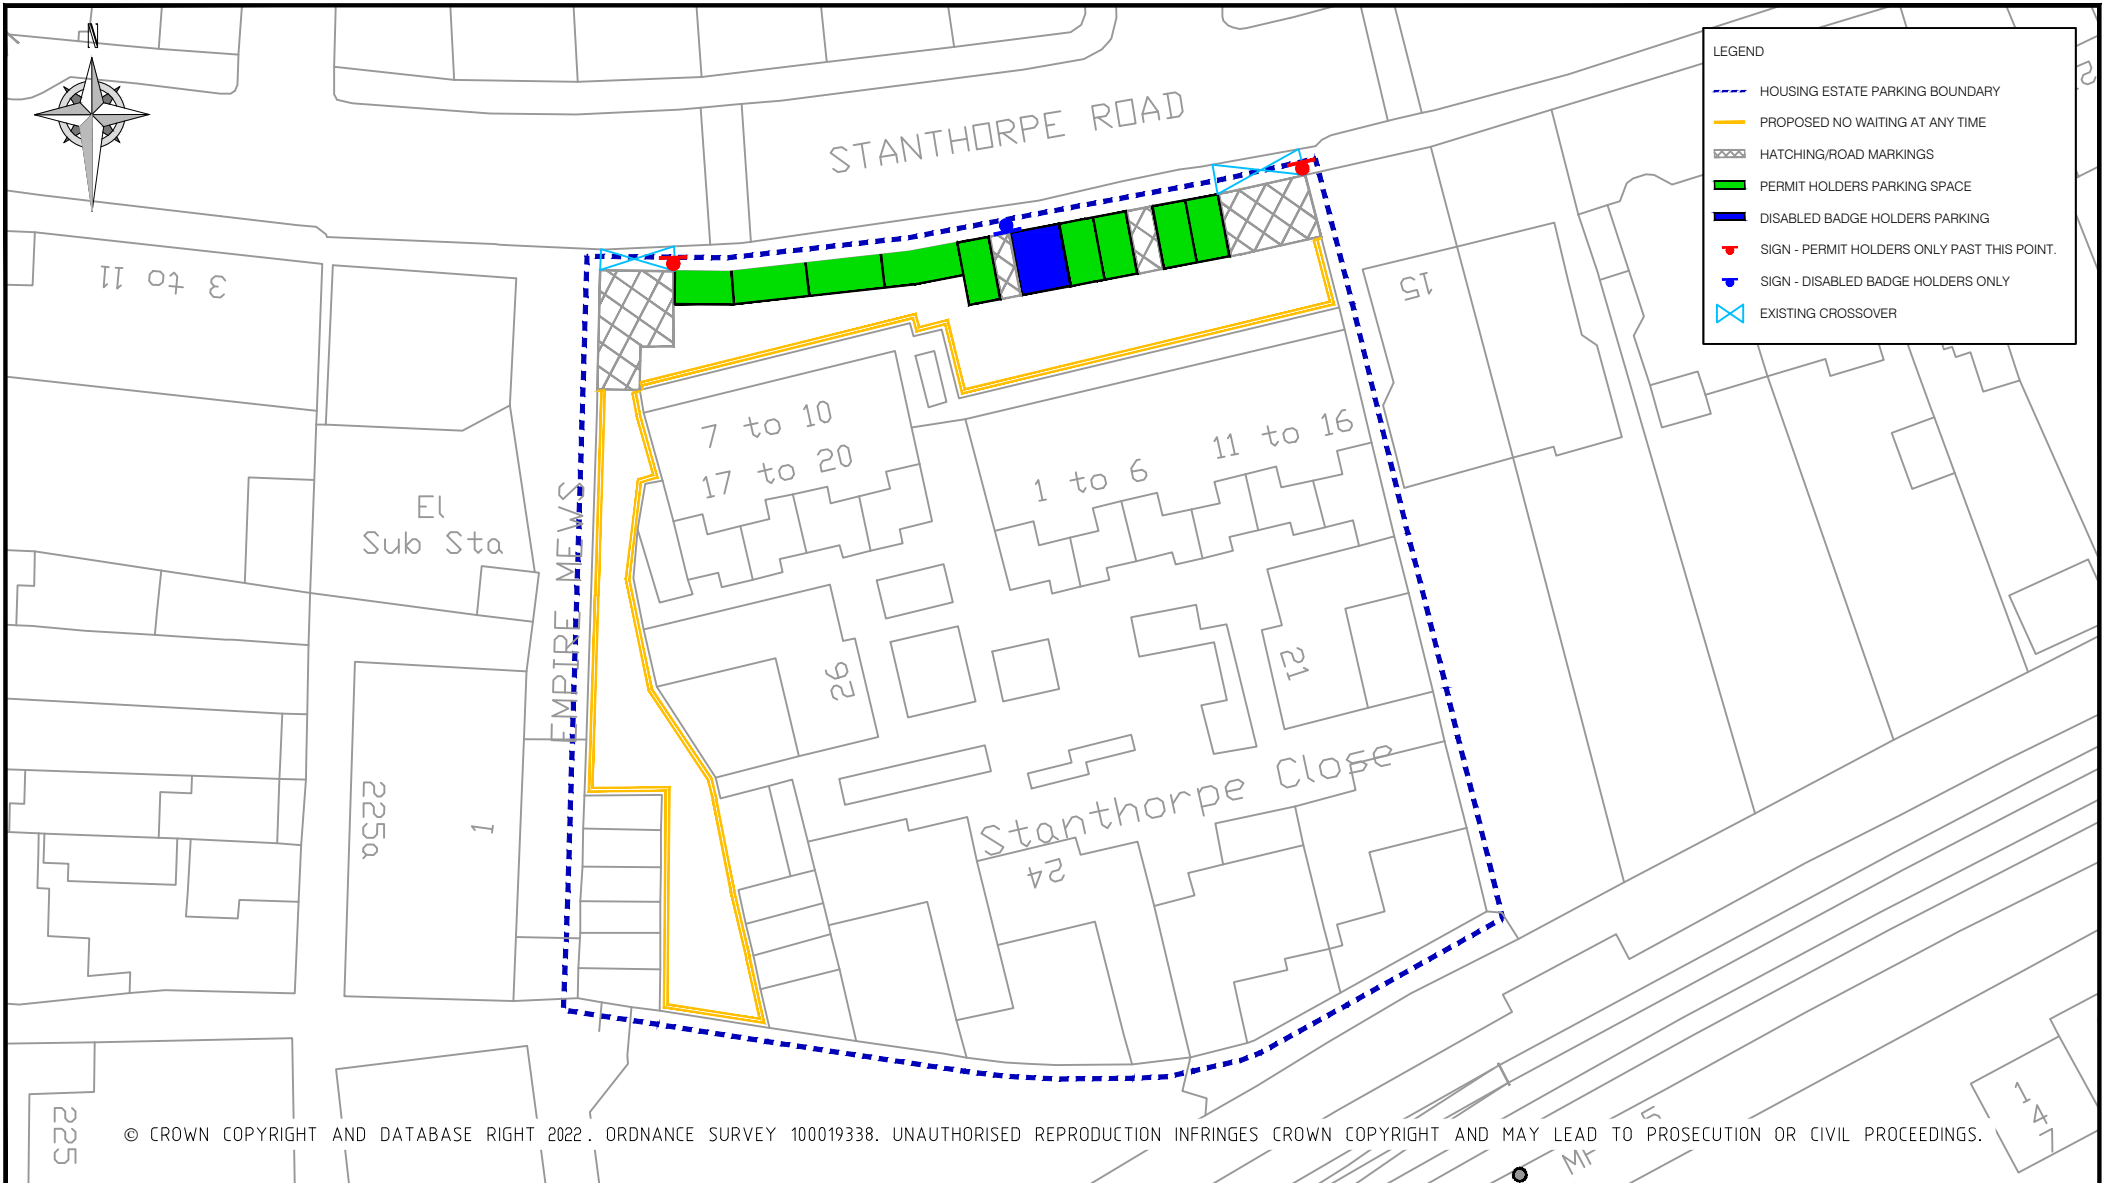 N
STANTHORPE ROAD
LEGEND
HOUSING ESTATE PARKING BOUNDARY
PROPOSED NO WAITING AT ANY TIME
HATCHING/ROAD MARKINGS
PERMIT HOLDERS PARKING SPACE
DISABLED BADGE HOLDERS PARKING
SIGN - PERMIT HOLDERS ONLY PAST THIS POINT.
SIGN - DISABLED BADGE HOLDERS ONLY
EXISTING CROSSOVER
3 to 11
15
7 to 10
17 to 20
1 to 6
11 to 16
El
Sub Sta
EMPIRE MEWS
26
21
225a
1
Stanthorpe Close
24
225
147
© CROWN COPYRIGHT AND DATABASE RIGHT 2022. ORDNANCE SURVEY 100019338. UNAUTHORISED REPRODUCTION INFRINGES CROWN COPYRIGHT AND MAY LEAD TO PROSECUTION OR CIVIL PROCEEDINGS.